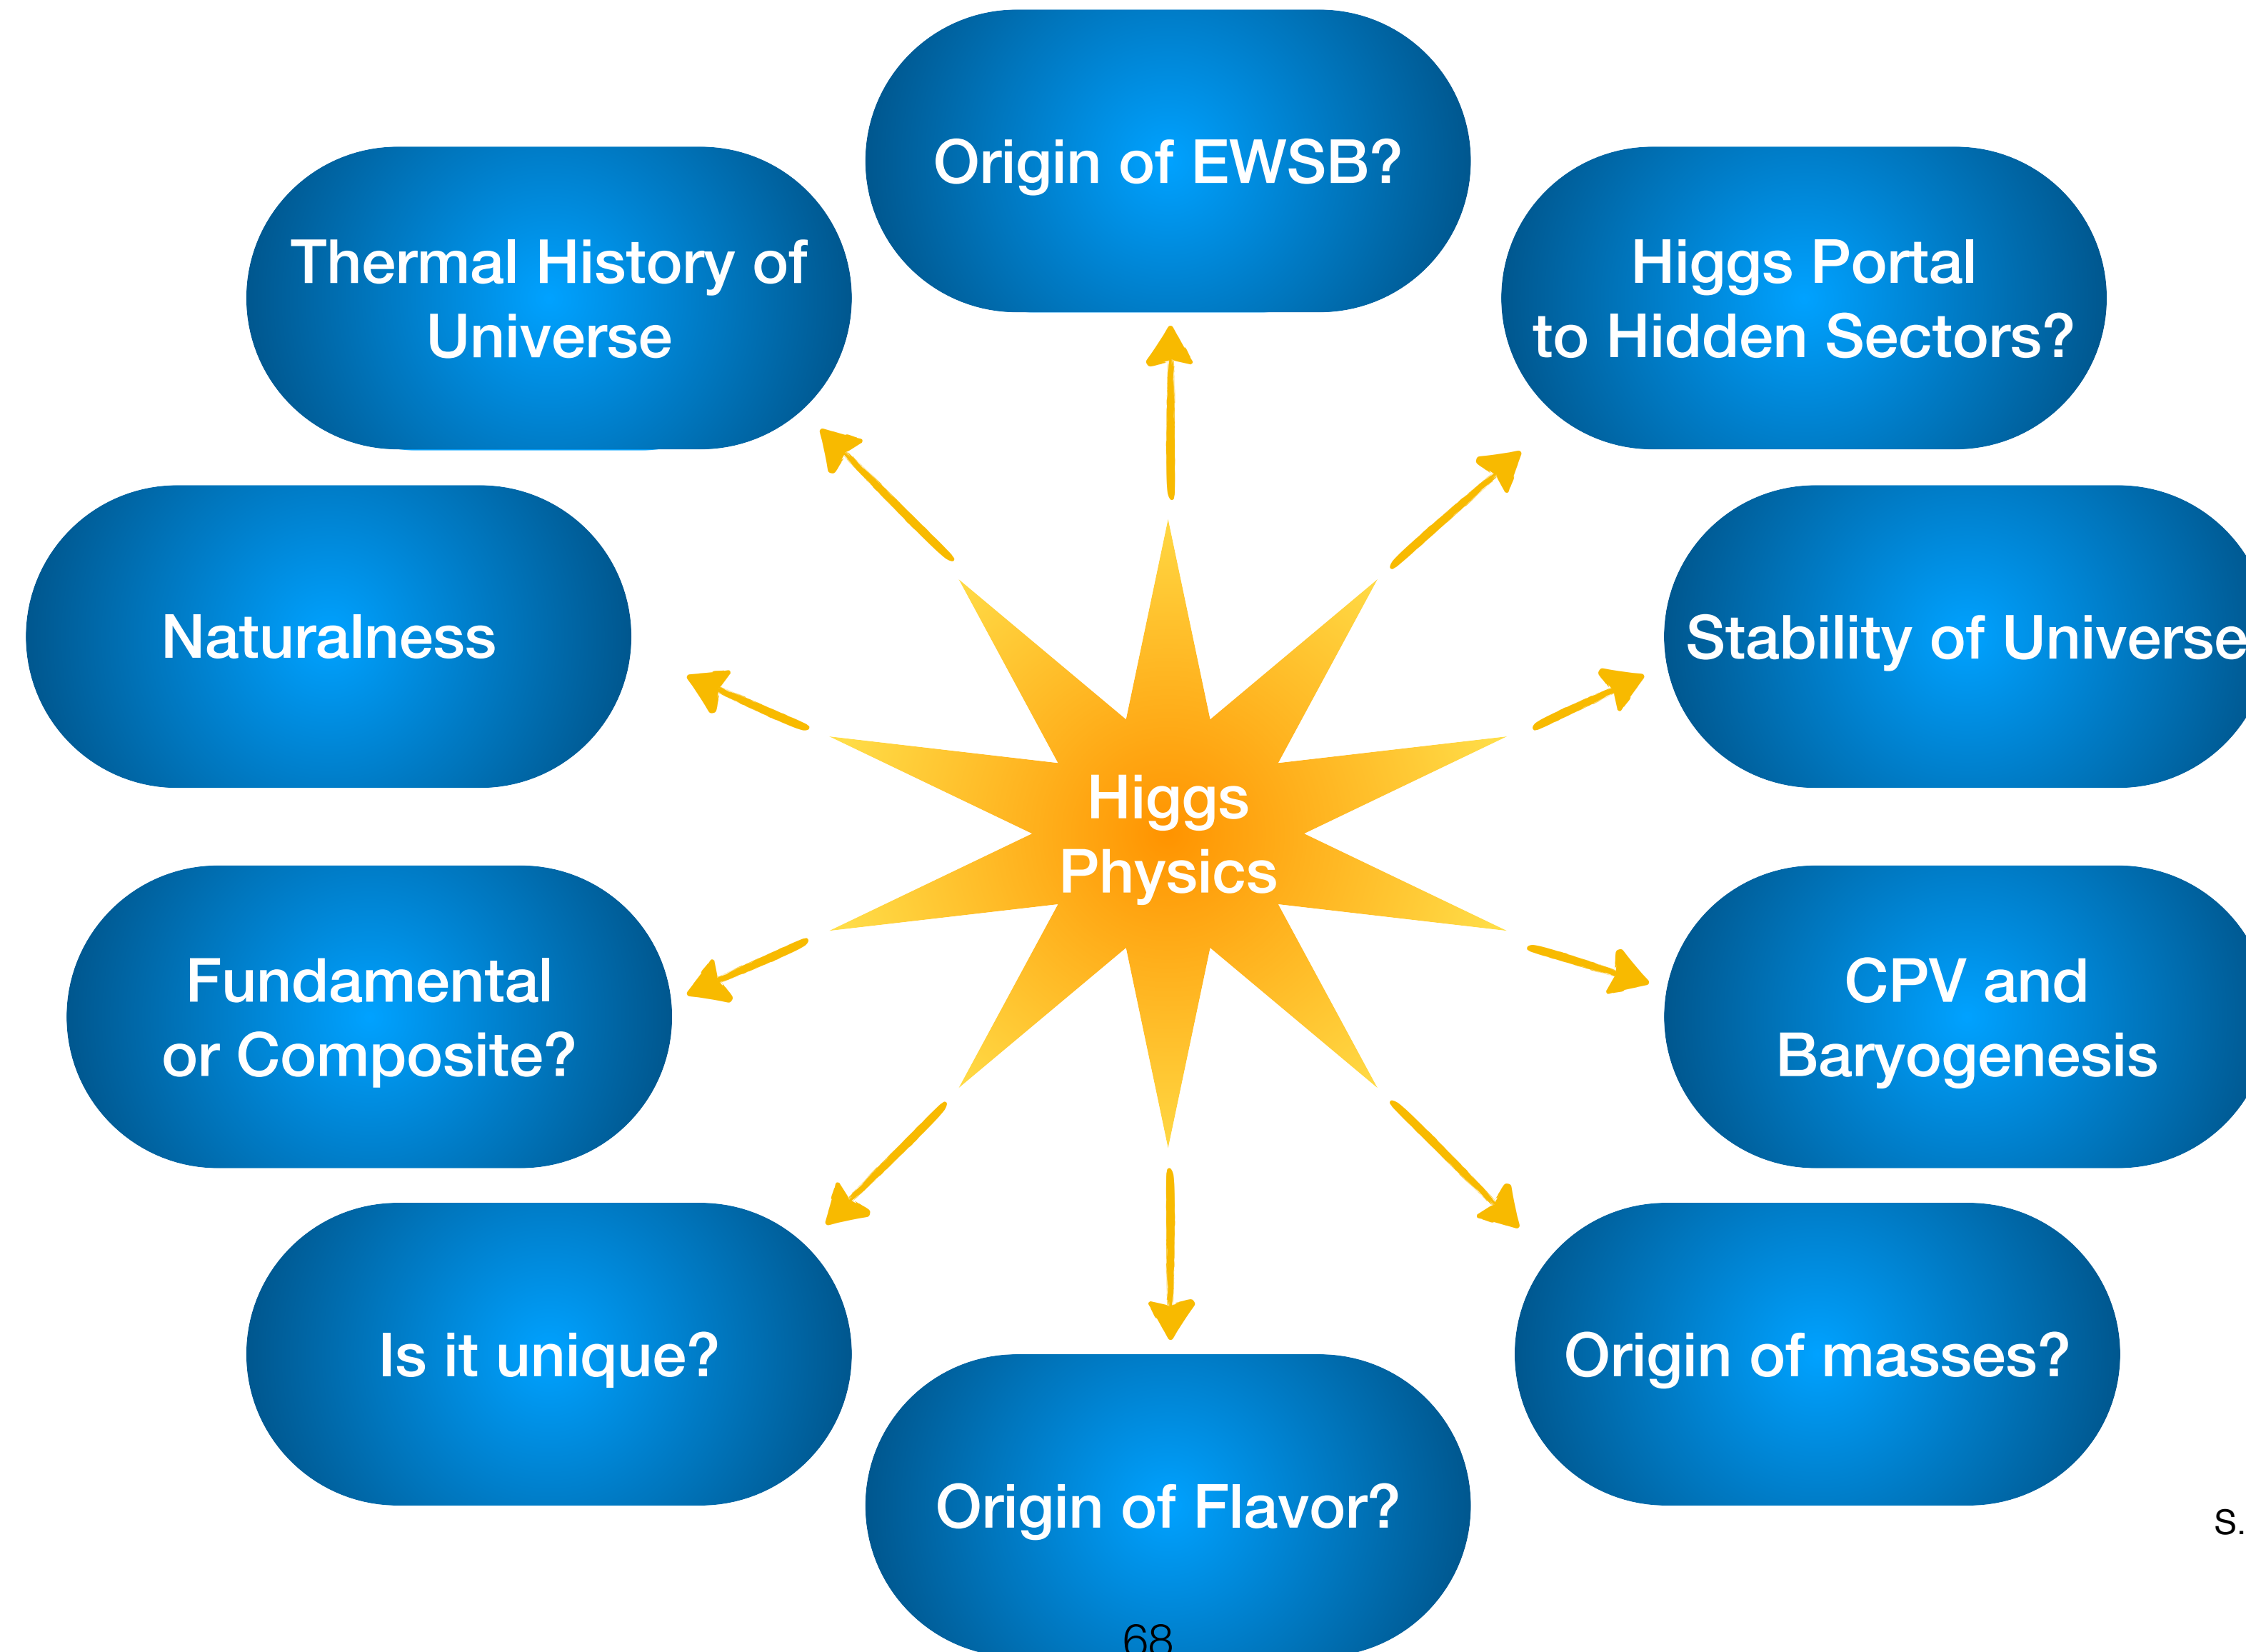 Origin of EWSB?
Thermal History of
Universe
Higgs Portal
to Hidden Sectors?
Naturalness
Stability of Universe
Higgs
Physics
Fundamental
or Composite?
CPV and
Baryogenesis
Is it unique?
Origin of masses?
Origin of Flavor?
s.
68